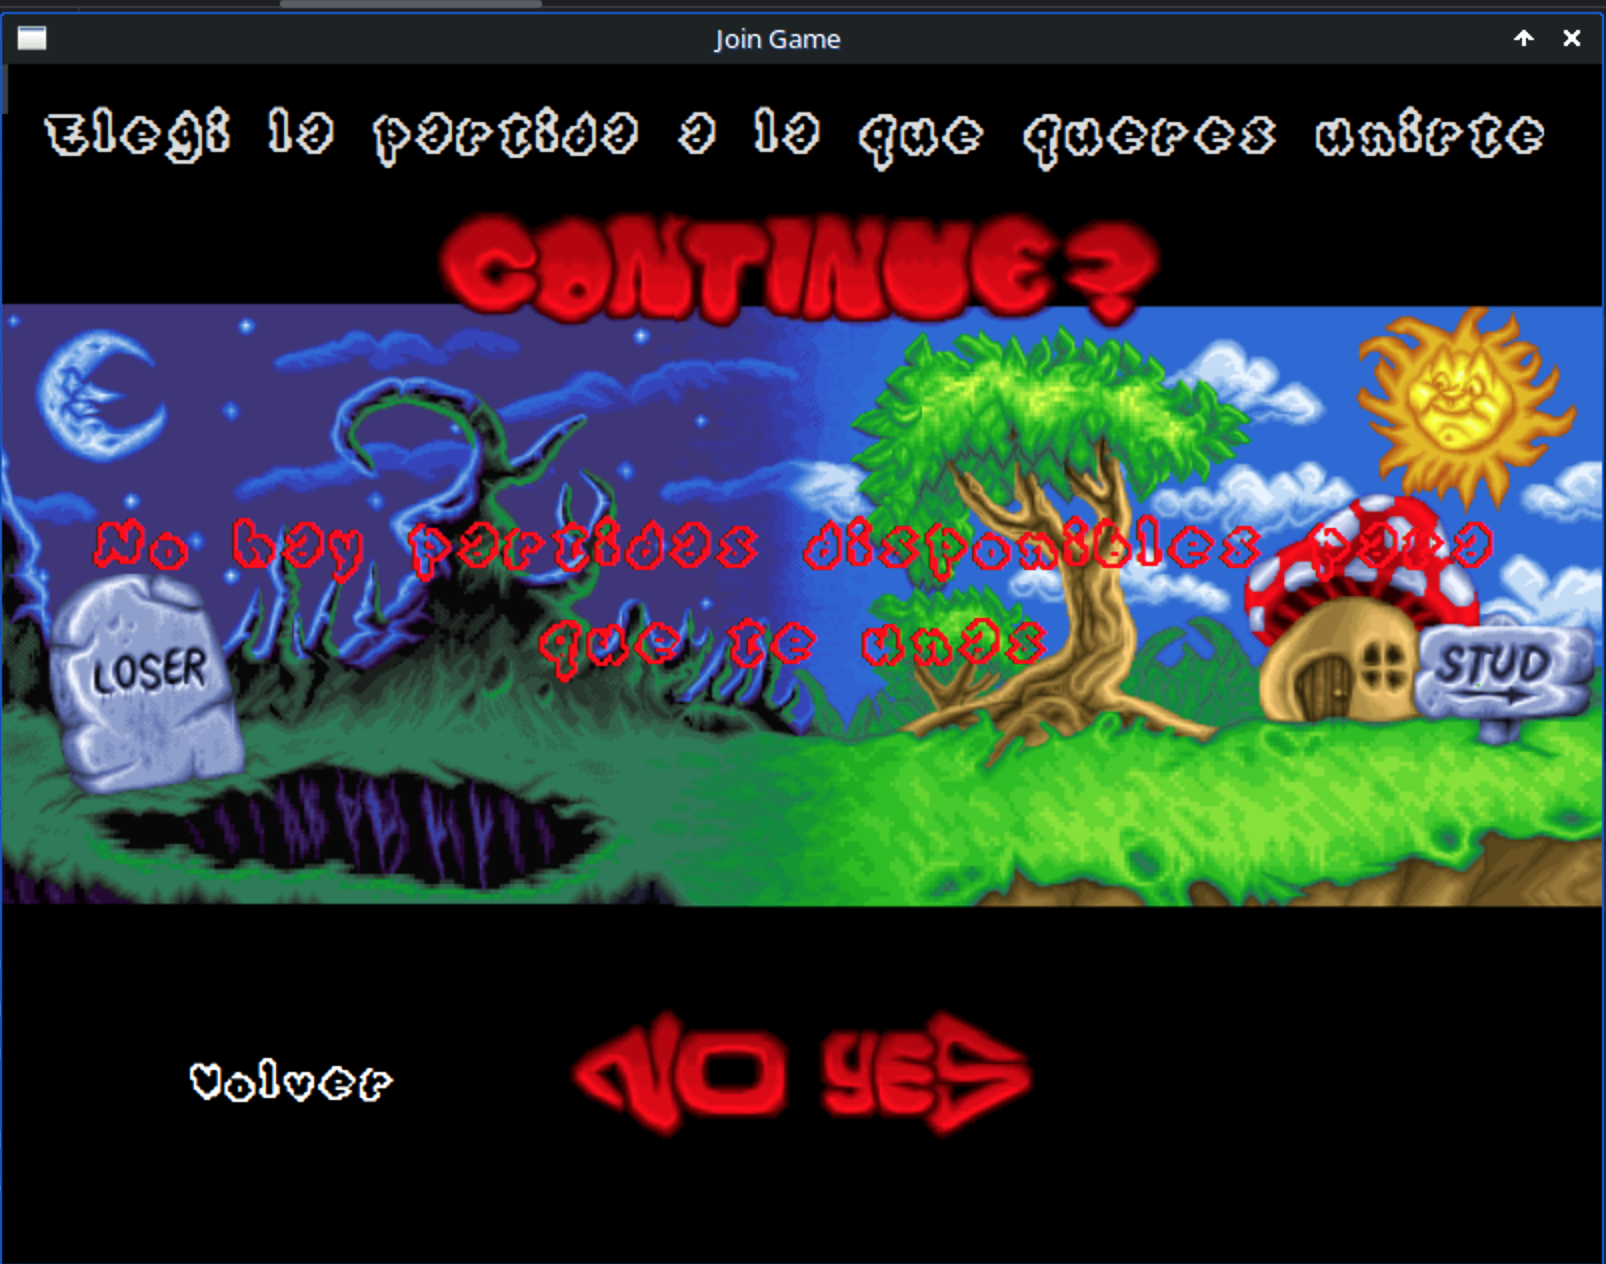 Join Game
Elegi la partida a la que queres unirte
CONTINUE?
No hay partidas disponibles para
que te unas
LOSER
STUD
Volver
NO YES